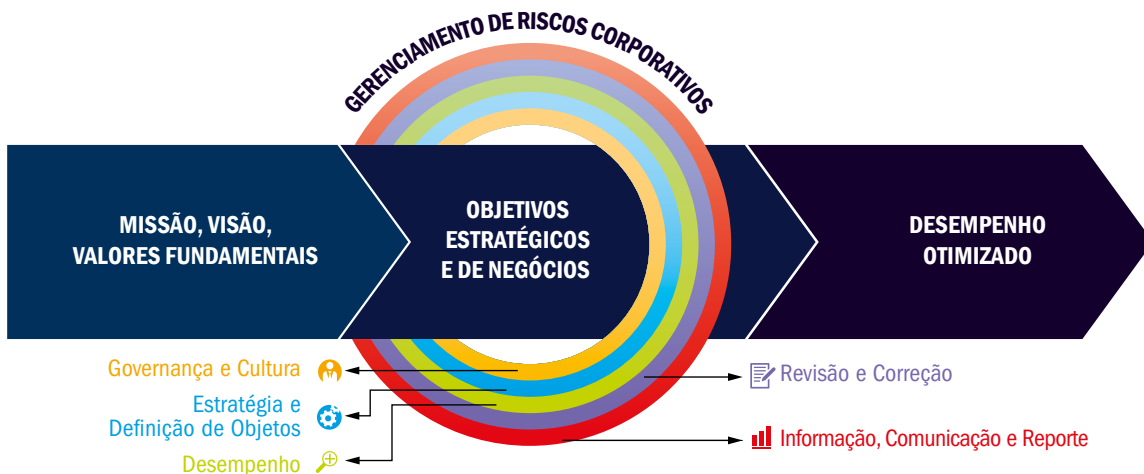 GERENCIAMENTO DE RISCOS CORPORATIVOS
MISSÃO, VISÃO,
VALORES FUNDAMENTAIS
OBJETIVOS
ESTRATÉGICOS
E DE NEGÓCIOS
DESEMPENHO
OTIMIZADO
Governança e Cultura
Estratégia e
Definição de Objetos
Desempenho
Revisão e Correção
Informação, Comunicação e Reporte